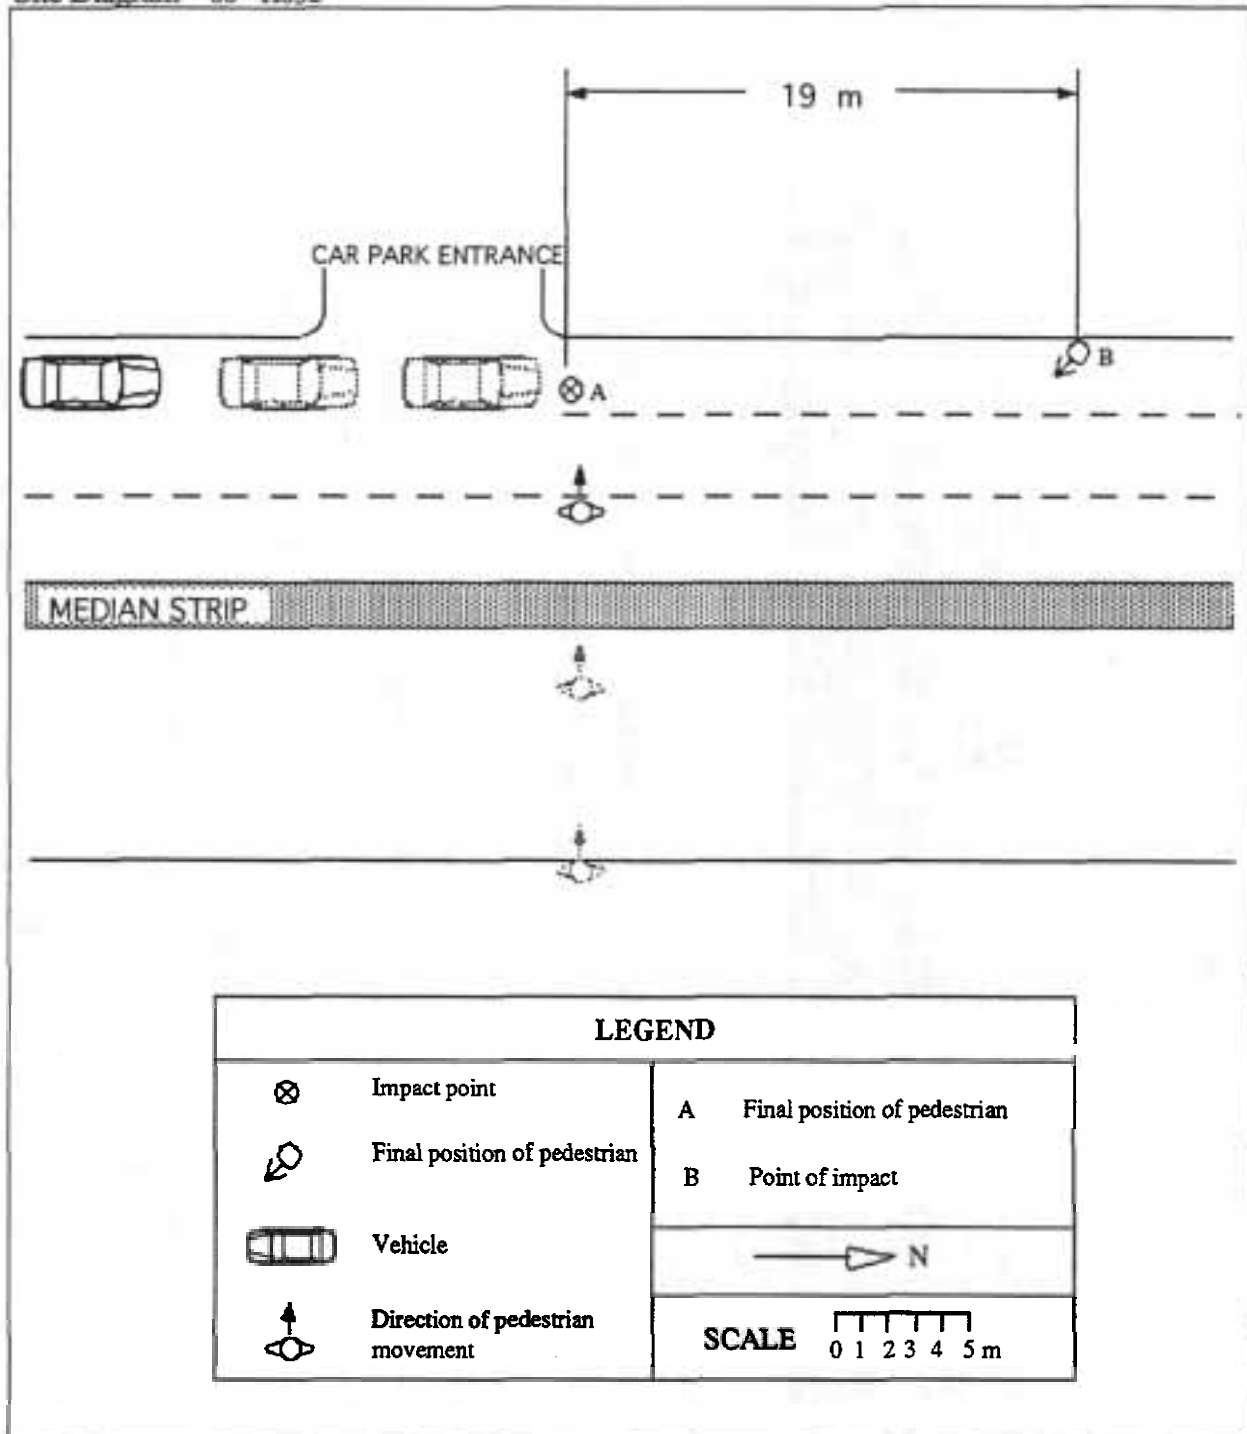 19 m
CAR PARK ENTRANCE
B
A
MEDIAN STRIP
LEGEND
Impact point
Final position of pedestrian
Vehicle
Direction of pedestrian
movement
A Final position of pedestrian
B Point of impact
N
SCALE 0 1 2 3 4 5 m